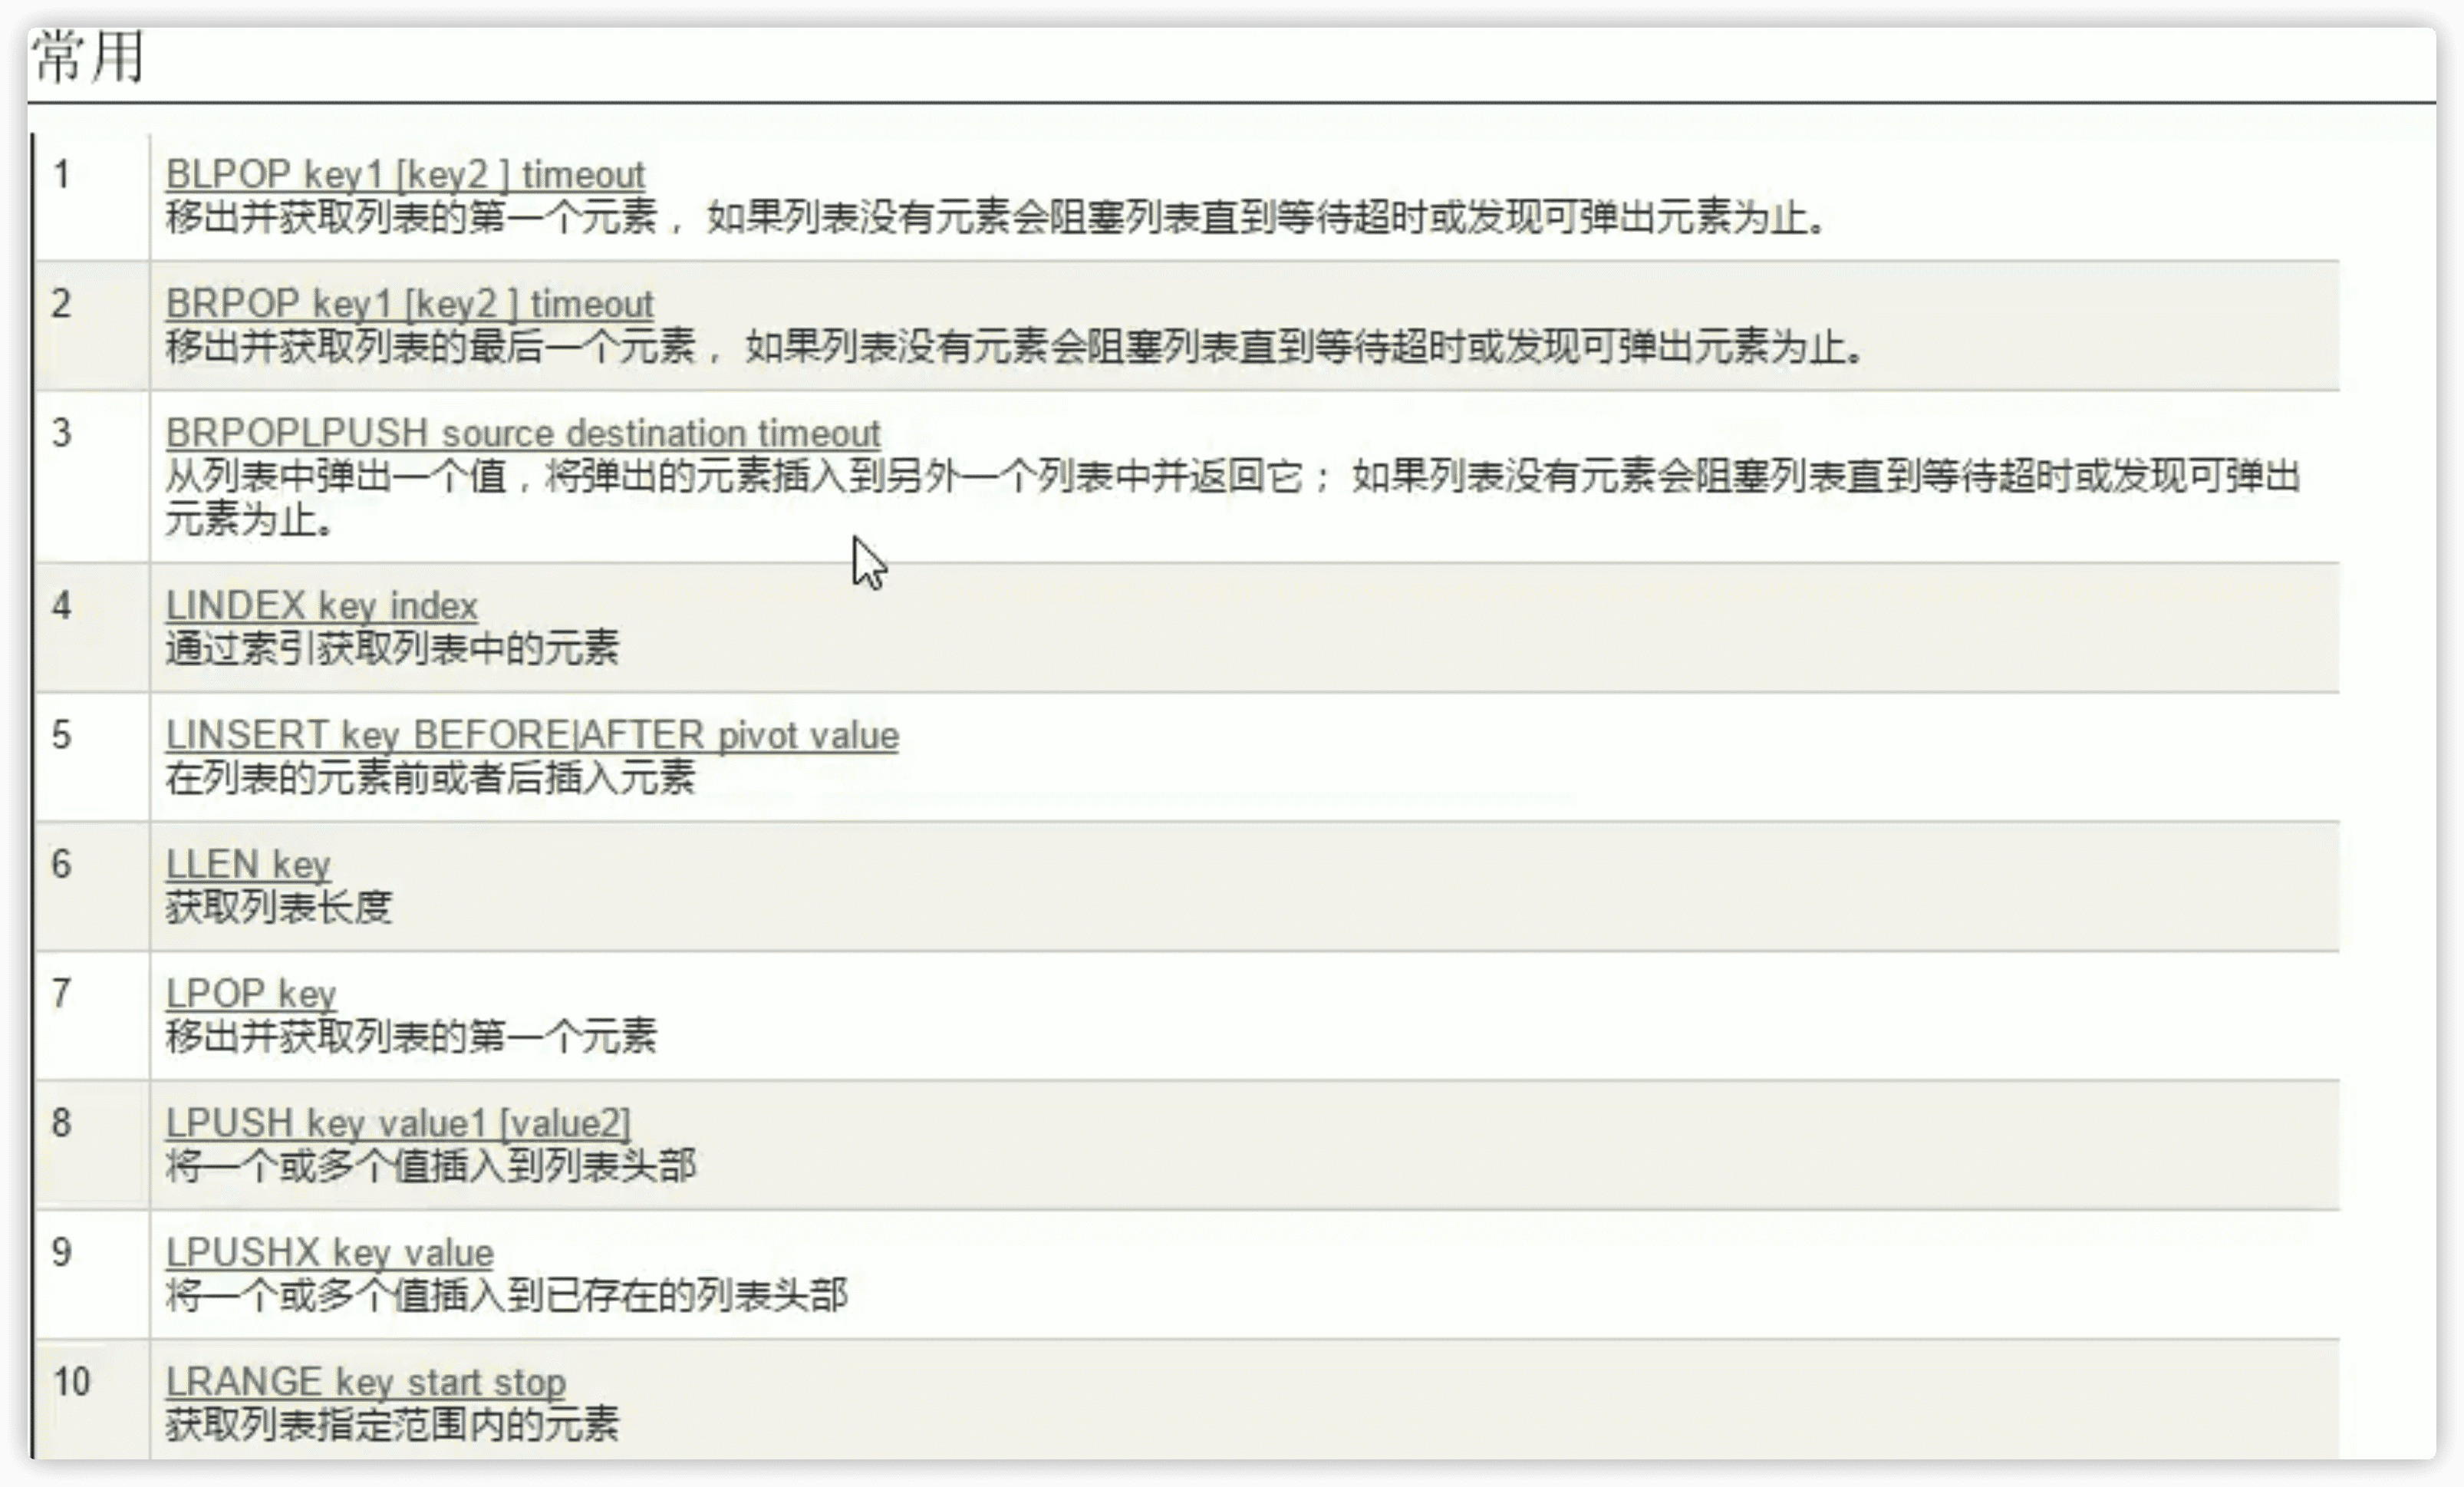 常用
1
BLPOP key1 [key2 ] timeout
移出并获取列表的第一个元素， 如果列表没有元素会阻塞列表直到等待超时或发现可弹出元素为止。
2
BRPOP key1 [key2 ] timeout
移出并获取列表的最后一个元素， 如果列表没有元素会阻塞列表直到等待超时或发现可弹出元素为止。
3
BRPOPLPUSH source destination timeout
从列表中弹出一个值，将弹出的元素插入到另外一个列表中并返回它； 如果列表没有元素会阻塞列表直到等待超时或发现可弹出
元素为止。
4
LINDEX key index
通过索引获取列表中的元素
5
LINSERT key BEFORE|AFTER pivot value
在列表的元素前或者后插入元素
6
LLEN key
获取列表长度
7
LPOP key
移出并获取列表的第一个元素
8
LPUSH key value1 [value2]
将一个或多个值插入到列表头部
9
LPUSHX key value
将一个或多个值插入到已存在的列表头部
10
LRANGE key start stop
获取列表指定范围内的元素